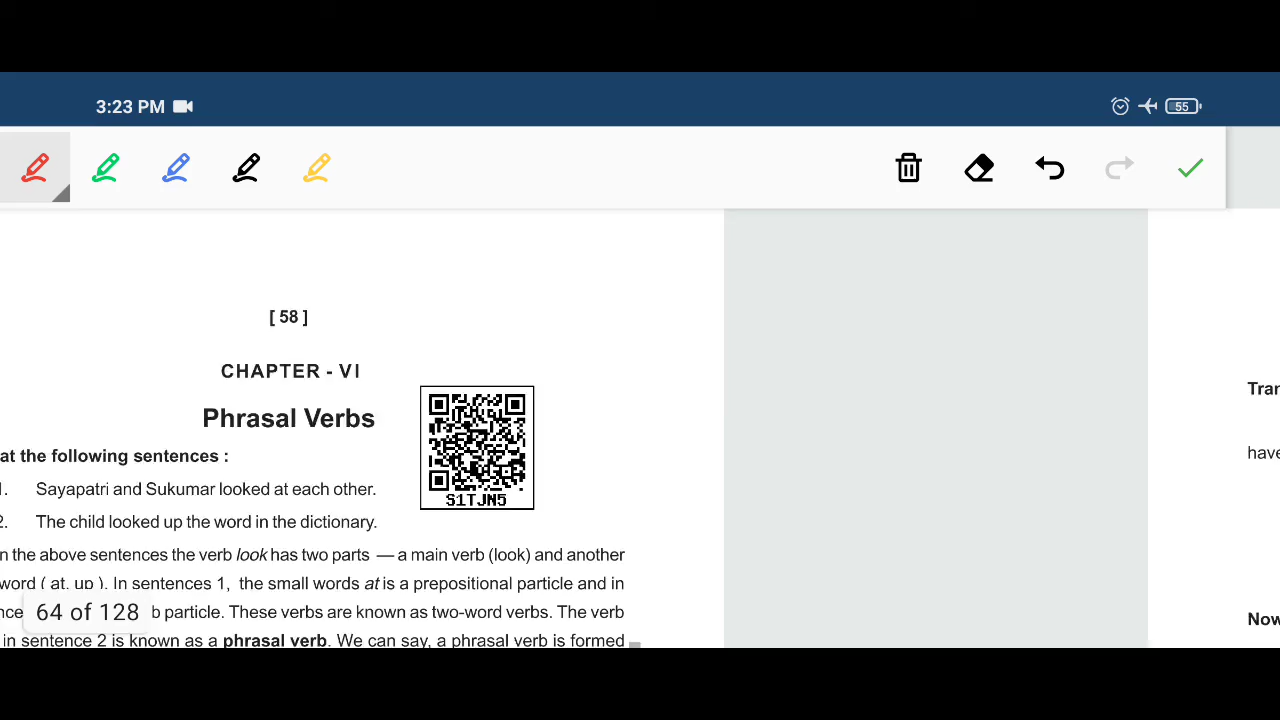 3:23 PM
55
[ 58 ]
CHAPTER - VI
Phrasal Verbs
at the following sentences :
1. Sayapatri and Sukumar looked at each other.
2. The child looked up the word in the dictionary.
S1TJN5
n the above sentences the verb look has two parts — a main verb (look) and another
word ( at, up ). In sentences 1, the small words at is a prepositional particle and in
nce
64 of 128
b particle. These verbs are known as two-word verbs. The verb
in sentence 2 is known as a phrasal verb. We can say, a phrasal verb is formed
Tran
have
Now